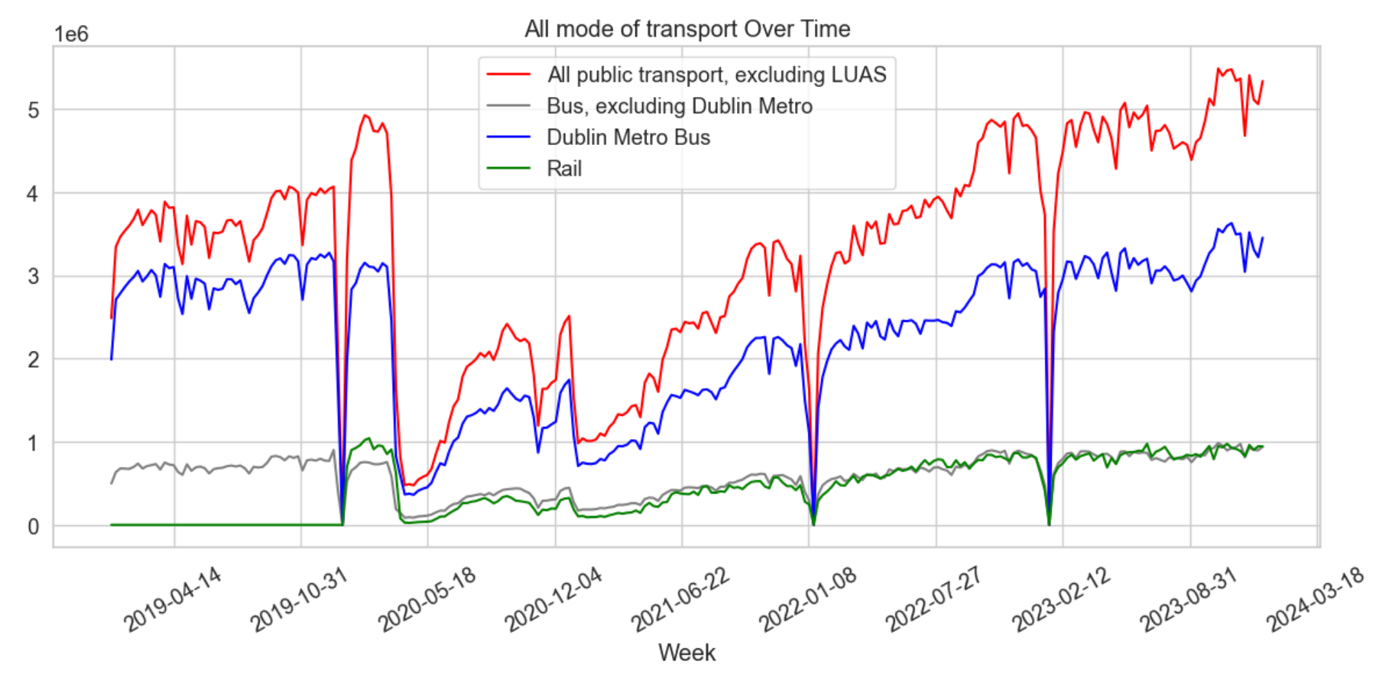 All mode of transport Over Time
1e6
All public transport, excluding LUAS
Bus, excluding Dublin Metro
Dublin Metro Bus
Rail
5
4
3
2
1
0
2019-04-14
2019-10-31
2020-05-18
2020-12-04
2021-06-22
2022-01-08
2022-07-27
2023-02-12
2023-08-31
2024-03-18
Week